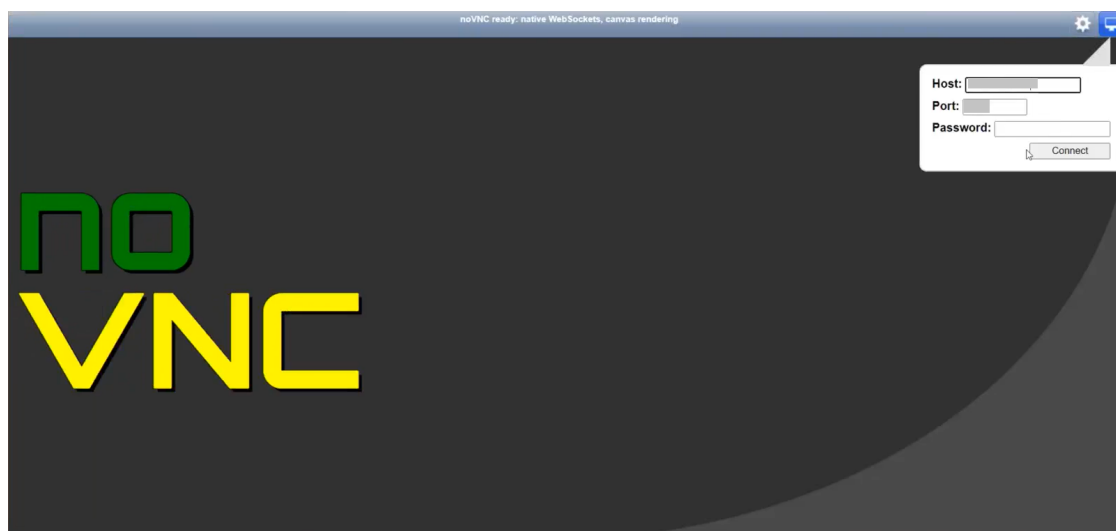 noVNC ready: native WebSockets, canvas rendering
Host:
Port:
Password:
Connect
no
VNC